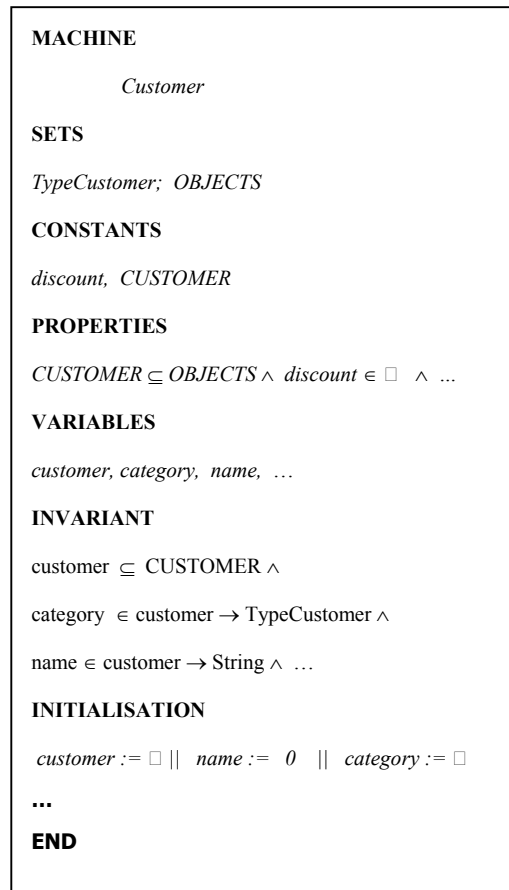 MACHINE
Customer
SETS
TypeCustomer; OBJECTS
CONSTANTS
discount, CUSTOMER
PROPERTIES
CUSTOMER ⊆ OBJECTS ∧ discount ∈ □ ∧ ...
VARIABLES
customer, category, name, …
INVARIANT
customer ⊆ CUSTOMER ∧
category ∈ customer → TypeCustomer ∧
name ∈ customer → String ∧ …
INITIALISATION
customer := □ || name := 0 || category := □
...
END